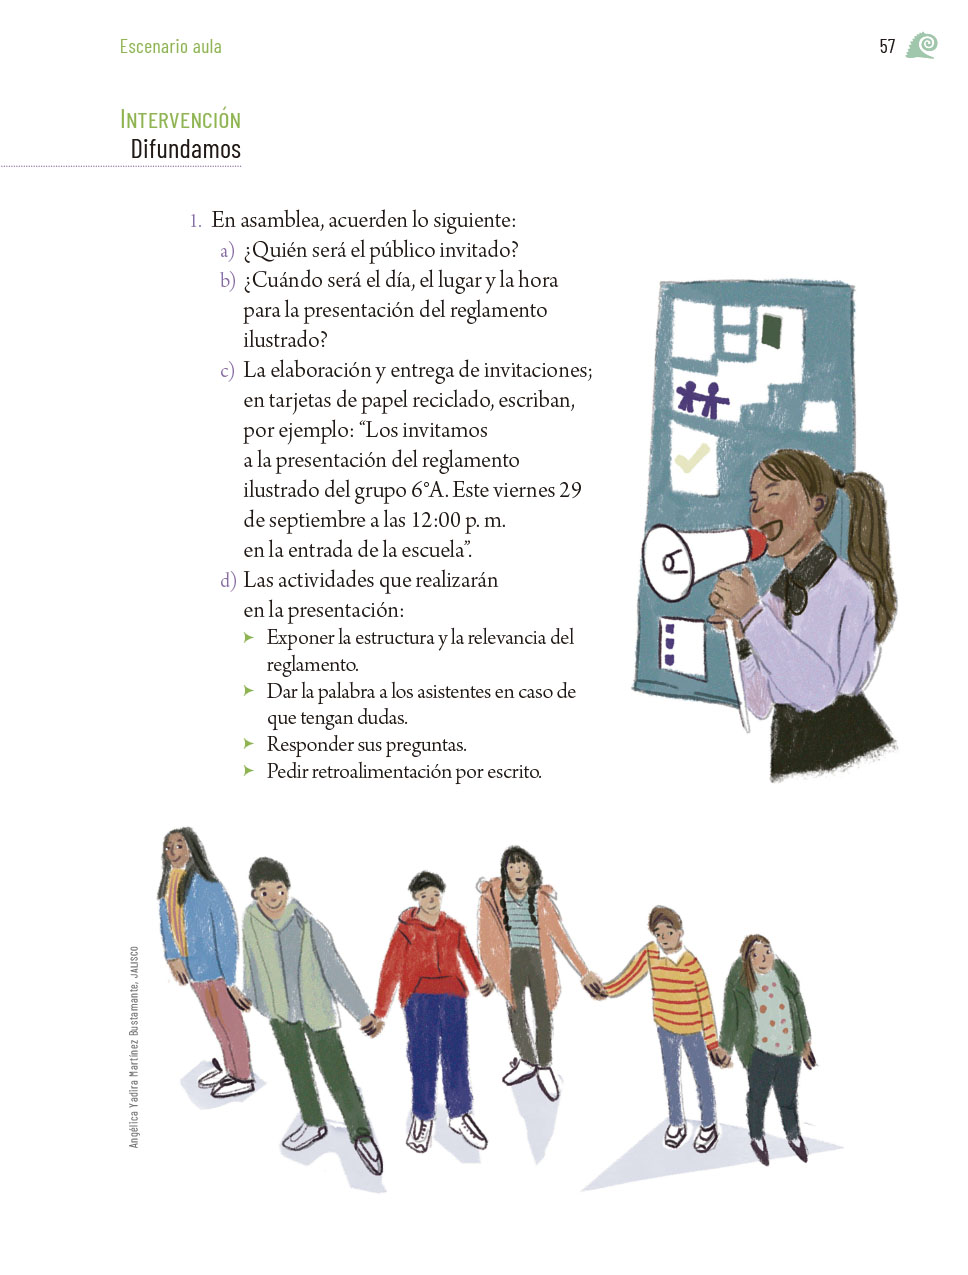 Escenario aula
57
INTERVENCIÓN
Difundamos
1. En asamblea, acuerden lo siguiente:
a) ¿Quién será el público invitado?
b) ¿Cuándo será el día, el lugar y la hora
para la presentación del reglamento
ilustrado?
c) La elaboración y entrega de invitaciones;
en tarjetas de papel reciclado, escriban,
por ejemplo: “Los invitamos
a la presentación del reglamento
ilustrado del grupo 6°A. Este viernes 29
de septiembre a las 12:00 p. m.
en la entrada de la escuela”.
d) Las actividades que realizarán
en la presentación:
➤ Exponer la estructura y la relevancia del
reglamento.
➤ Dar la palabra a los asistentes en caso de
que tengan dudas.
➤ Responder sus preguntas.
➤ Pedir retroalimentación por escrito.
Angélica Yadira Martínez Bustamante, JALISCO